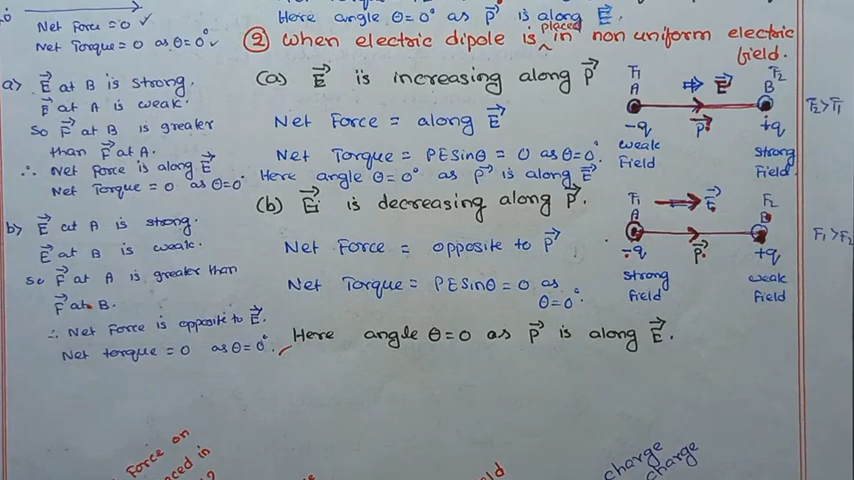 Net Force = 0 ✓
Net Torque = 0 as θ = 0° ✓
a) E⃗ at B is strong.
E⃗ at A is weak.
So F⃗ at B is greater
than F⃗ at A.
∴ Net Force is along E⃗
Net Torque = 0 as θ = 0°
b) E⃗ at A is strong.
E⃗ at B is weak.
so F⃗ at A is greater than
F⃗ at B.
∴ Net Force is opposite to E⃗.
Net torque = 0 as θ = 0°.
Here angle θ = 0° as P⃗ is along E⃗.
② When electric dipole is placed in non uniform electric
field.
(a) E⃗ is increasing along P⃗
Net Force = along E⃗
Net Torque = PE sinθ = 0 as θ = 0°.
Here angle θ = 0° as P⃗ is along E⃗
F₁ E⃗ F₂
A B
-q P⃗ +q
weak Field
strong Field.
F₂ > F₁
(b) E⃗ is decreasing along P⃗.
Net Force = opposite to P⃗
Net Torque = PE sinθ = 0 as
θ = 0°.
Here angle θ = 0 as P⃗ is along E⃗.
F₁ E⃗ F₂
A B
-q P⃗ +q
strong Field
weak Field
F₁ > F₂
Force on
charge
charge